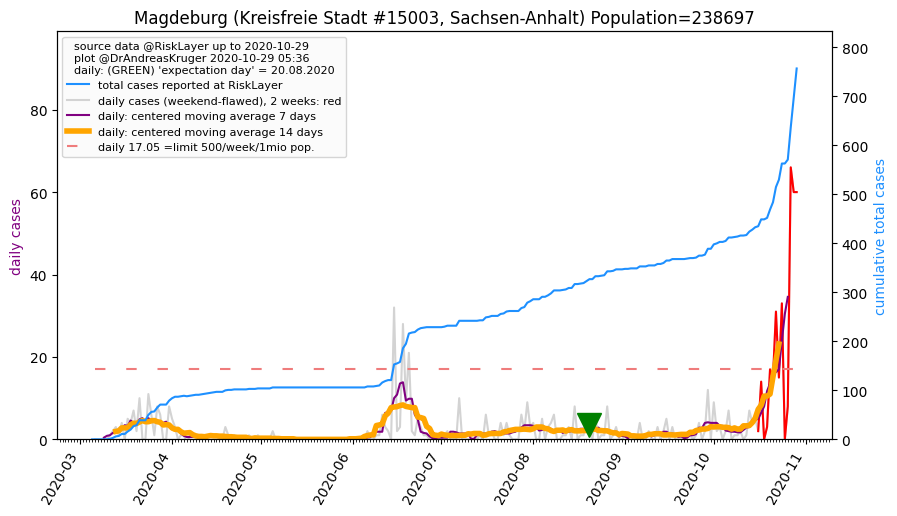 Magdeburg (Kreisfreie Stadt #15003, Sachsen-Anhalt) Population=238697
source data @RiskLayer up to 2020-10-29
plot @DrAndreasKruger 2020-10-29 05:36
daily: (GREEN) 'expectation day' = 20.08.2020
total cases reported at RiskLayer
daily cases (weekend-flawed), 2 weeks: red
daily: centered moving average 7 days
daily: centered moving average 14 days
daily 17.05 =limit 500/week/1mio pop.
daily cases
80
60
40
20
0
cumulative total cases
800
700
600
500
400
300
200
100
0
2020-03
2020-04
2020-05
2020-06
2020-07
2020-08
2020-09
2020-10
2020-11